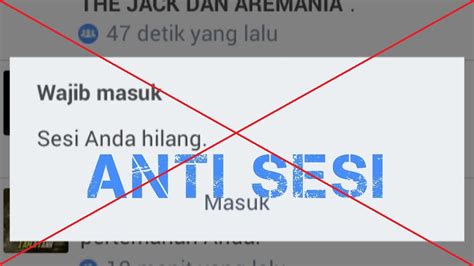 THE JACK DAN AREMANIA .
47 detik yang lalu
Wajib masuk
Sesi Anda hilang.
ANTI SESI
Masuk
pertemanan Anda.
10 menit yang lalu